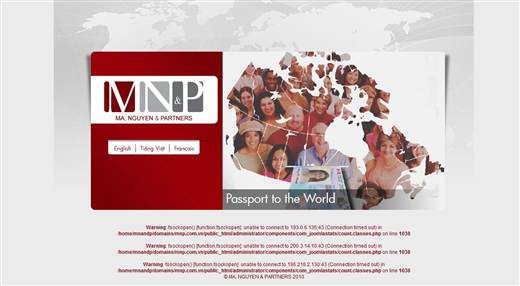 MN&P
MA, NGUYEN & PARTNERS
English
Tiếng Việt
Français
Passport to the World
Warning: fsockopen() [function.fsockopen]: unable to connect to 193.0.6.135:43 (Connection timed out) in
/home/mnandp/domains/mnp.com.vn/public_html/administrator/components/com_joomlastats/count.classes.php on line 1038
Warning: fsockopen() [function.fsockopen]: unable to connect to 200.3.14.10:43 (Connection timed out) in
/home/mnandp/domains/mnp.com.vn/public_html/administrator/components/com_joomlastats/count.classes.php on line 1038
Warning: fsockopen() [function.fsockopen]: unable to connect to 196.216.2.130:43 (Connection timed out) in
/home/mnandp/domains/mnp.com.vn/public_html/administrator/components/com_joomlastats/count.classes.php on line 1038
© MA, NGUYEN & PARTNERS 2010